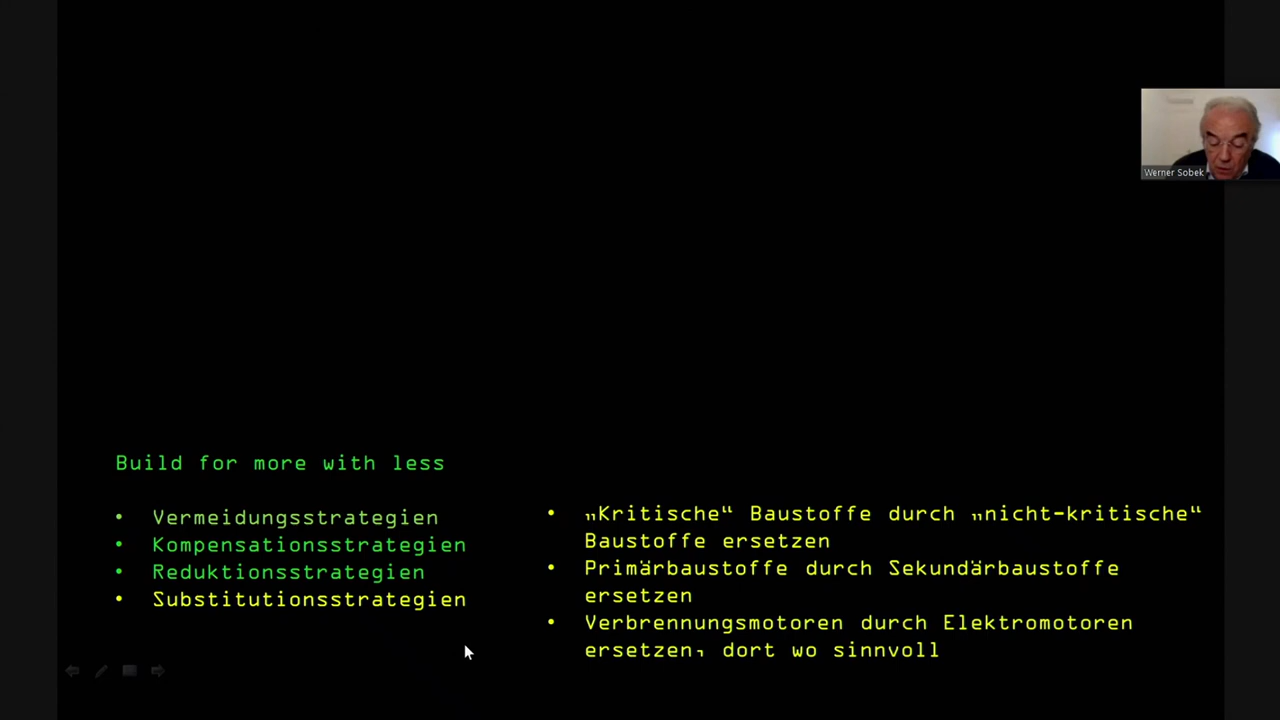 Werner Sobek
Build for more with less
• Vermeidungsstrategien
• Kompensationsstrategien
• Reduktionsstrategien
• Substitutionsstrategien
• „Kritische“ Baustoffe durch „nicht-kritische“
Baustoffe ersetzen
• Primärbaustoffe durch Sekundärbaustoffe
ersetzen
• Verbrennungsmotoren durch Elektromotoren
ersetzen, dort wo sinnvoll